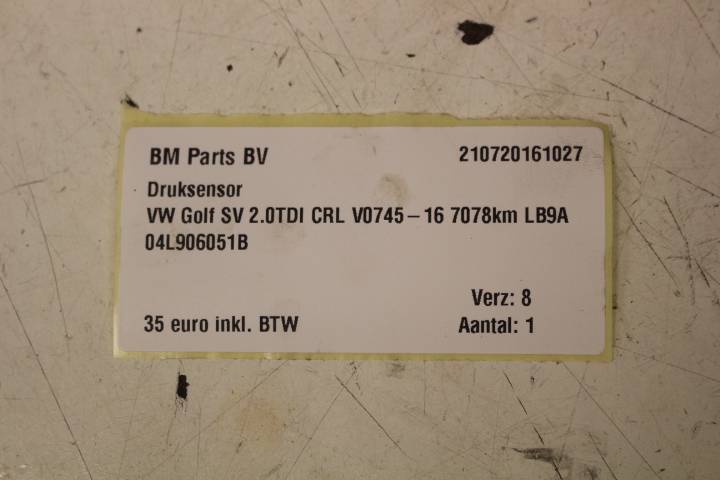 BM Parts BV 210720161027
Druksensor
VW Golf SV 2.0TDI CRL V0745-16 7078km LB9A
04L906051B
Verz: 8
35 euro inkl. BTW Aantal: 1